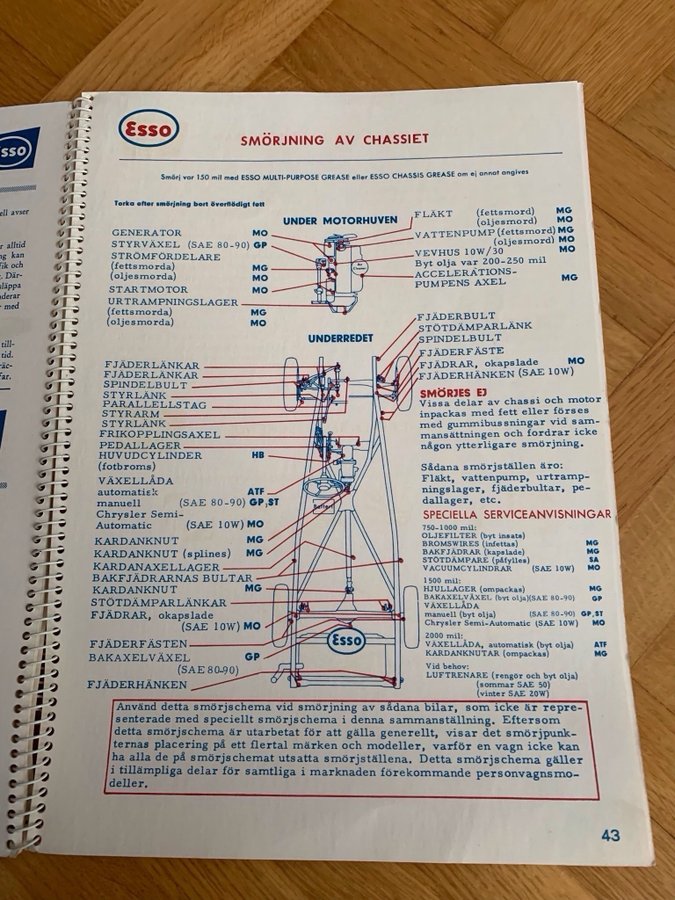 Esso
SMÖRJNING AV CHASSIET
Smörj var 150 mil med ESSO MULTI-PURPOSE GREASE eller ESSO CHASSIS GREASE om ej annat angives
Torka efter smörjning bort överflödigt fett
UNDER MOTORHUVEN
GENERATOR MO
STYRVÄXEL (SAE 80-90) GP
STRÖMFÖRDELARE
(fettsmorda) MG
(oljesmorda) MO
STARTMOTOR MO
URTRAMPNINGSLAGER
(fettsmorda) MG
(oljesmorda) MO
FLÄKT (fettsmord) MG
(oljesmord) MO
VATTENPUMP (fettsmord) MG
(oljesmord) MO
VEVHUS 10W/30 MO
Byt olja var 200-250 mil
ACCELERATIONS-
PUMPENS AXEL MG
UNDERREDET
FJÄDERLÄNKAR
FJÄDERLÄNKAR
SPINDELBULT
STYRLÄNK
PARALLELLSTAG
STYRARM
STYRLÄNK
FRIKOPPLINGSAXEL
PEDALLAGER
HUVUDCYLINDER HB
(fotbroms)
VÄXELLÅDA
automatisk ATF
manuell (SAE 80-90) GP,ST
Chrysler Semi-
Automatic (SAE 10W) MO
KARDANKNUT MG
KARDANKNUT (splines) MG
KARDANAXELLAGER
BAKFJÄDRARNAS BULTAR
KARDANKNUT MG
STÖTDÄMPARLÄNKAR
FJÄDRAR, okapslade
(SAE 10W) MO
FJÄDERFÄSTEN
BAKAXELVÄXEL GP
(SAE 80-90)
FJÄDERHÄNKEN
Batteri
Esso
FJÄDERBULT
STÖTDÄMPARLÄNK
SPINDELBULT
FJÄDERFÄSTE
FJÄDRAR, okapslade MO
FJÄDERHÄNKEN (SAE 10W)
SMÖRJES EJ
Vissa delar av chassi och motor
inpackas med fett eller förses
med gummibussningar vid sam-
mansättningen och fordrar icke
någon ytterligare smörjning.
Sådana smörjställen äro:
Fläkt, vattenpump, urtramp-
ningslager, fjäderbultar, pe-
dallager, etc.
SPECIELLA SERVICEANVISNINGAR
750-1000 mil:
OLJEFILTER (byt insats)
BROMSWIRES (infettas) MG
BAKFJÄDRAR (kapslade) MG
STÖTDÄMPARE (påfylles) SA
VACUUMCYLINDRAR (SAE 10W) MO
1500 mil:
HJULLAGER (ompackas) MG
BAKAXELVÄXEL (byt olja)(SAE 80-90) GP
VÄXELLÅDA
manuell (byt olja) (SAE 80-90) GP,ST
Chrysler Semi-Automatic (SAE 10W) MO
2000 mil:
VÄXELLÅDA, automatisk (byt olja) ATF
KARDANKNUTAR (ompackas) MG
Vid behov:
LUFTRENARE (rengör och byt olja)
(sommar SAE 50)
(vinter SAE 20W)
Använd detta smörjschema vid smörjning av sådana bilar, som icke är repre-
senterade med speciellt smörjschema i denna sammanställning. Eftersom
detta smörjschema är utarbetat för att gälla generellt, visar det smörjpunk-
ternas placering på ett flertal märken och modeller, varför en vagn icke kan
ha alla de på smörjschemat utsatta smörjställena. Detta smörjschema gäller
i tillämpliga delar för samtliga i marknaden förekommande personvagnsmo-
deller.
43